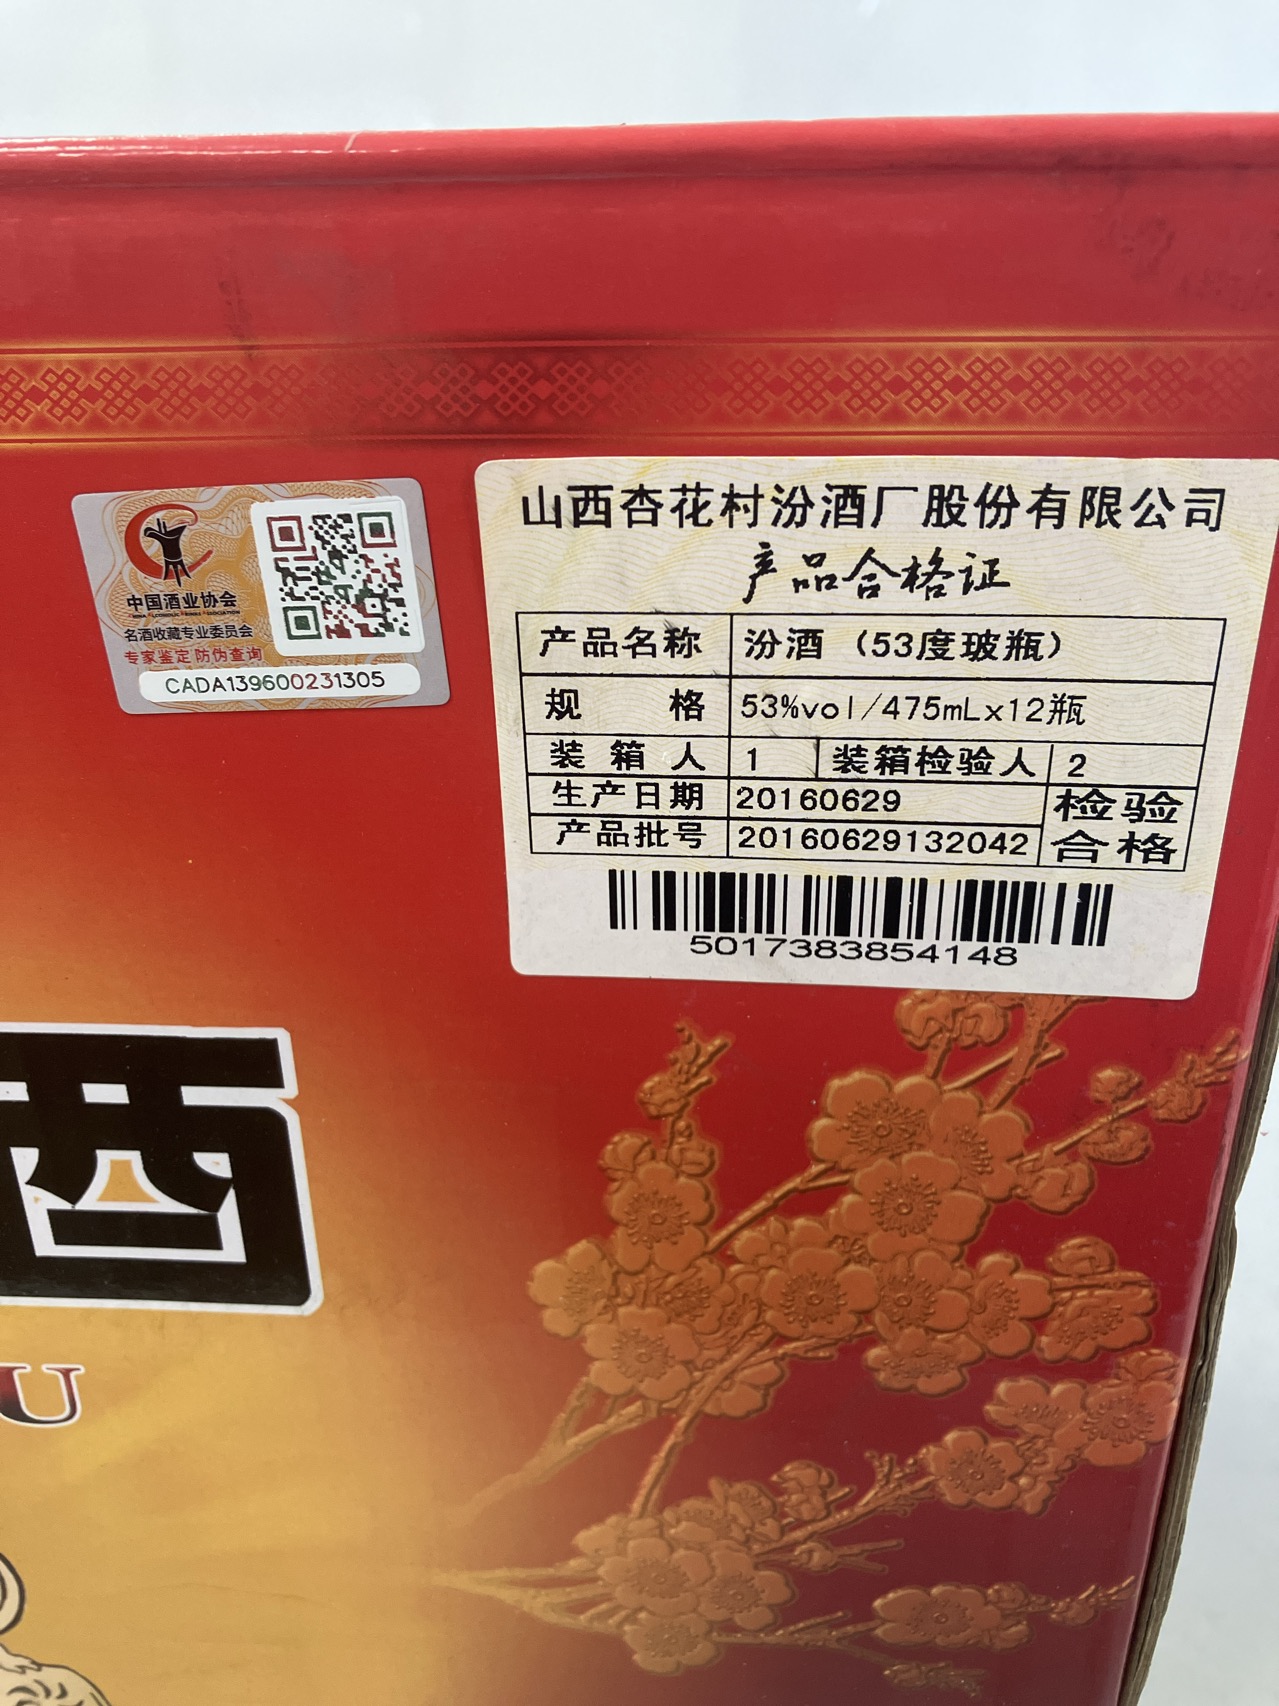 中国酒业协会
名酒收藏专业委员会
专家鉴定 防伪查询
CADA139600231305
山西杏花村汾酒厂股份有限公司
产品合格证
产品名称 汾酒（53度玻瓶）
规 格 53%vol/475mLx12瓶
装 箱 人 1 装箱检验人 2
生产日期 20160629 检验
产品批号 20160629132042 合格
5017383854148
U